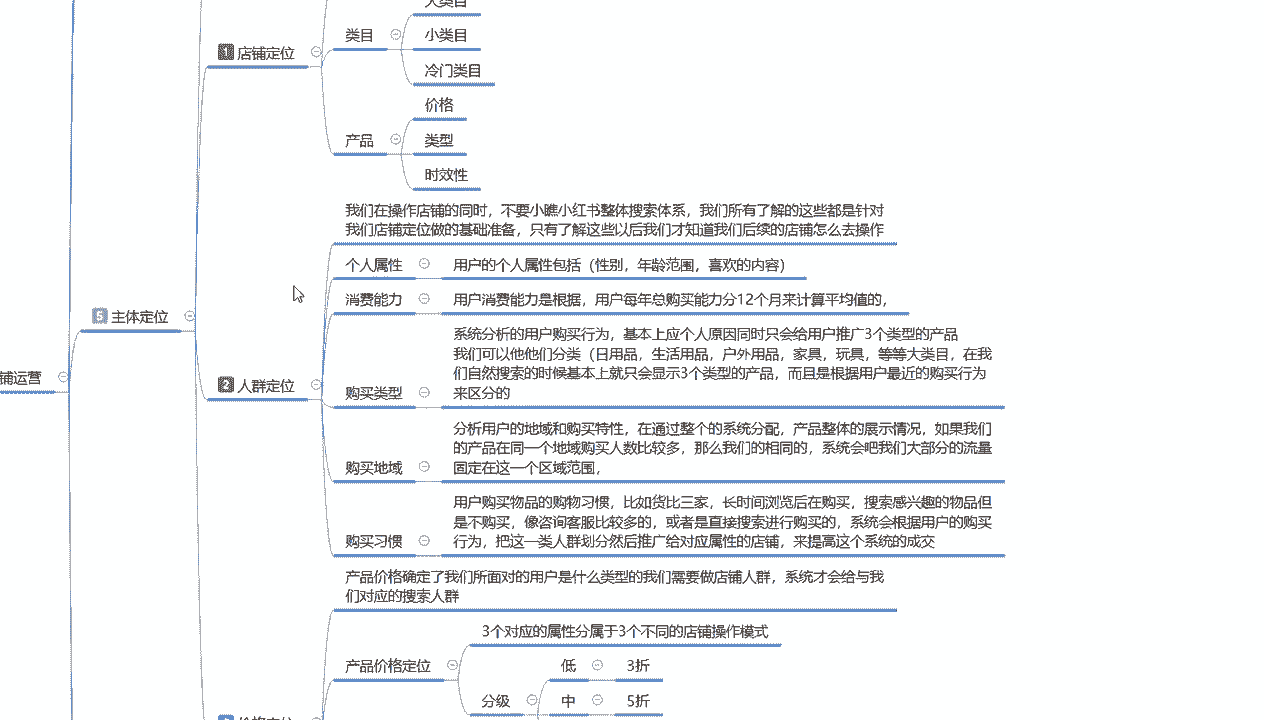 大类目
类目
小类目
1 店铺定位
冷门类目
价格
产品
类型
时效性
我们在操作店铺的同时，不要小瞧小红书整体搜索体系，我们所有了解的这些都是针对
我们店铺定位做的基础准备，只有了解这些以后我们才知道我们后续的店铺怎么去操作
个人属性
用户的个人属性包括（性别，年龄范围，喜欢的内容）
消费能力
用户消费能力是根据，用户每年总购买能力分12个月来计算平均值的，
5 主体定位
系统分析的用户购买行为，基本上应个人原因同时只会给用户推广3个类型的产品
我们可以他他们分类（日用品，生活用品，户外用品，家具，玩具，等等大类目，在我
们自然搜索的时候基本上就只会显示3个类型的产品，而且是根据用户最近的购买行为
来区分的
铺运营
2 人群定位
购买类型
分析用户的地域和购买特性，在通过整个的系统分配，产品整体的展示情况，如果我们
的产品在同一个地域购买人数比较多，那么我们的相同的，系统会吧我们大部分的流量
固定在这一个区域范围，
购买地域
用户购买物品的购物习惯，比如货比三家，长时间浏览后在购买，搜索感兴趣的物品但
是不购买，像咨询客服比较多的，或者是直接搜索进行购买的，系统会根据用户的购买
行为，把这一类人群划分然后推广给对应属性的店铺，来提高这个系统的成交
购买习惯
产品价格确定了我们所面对的用户是什么类型的我们需要做店铺人群，系统才会给与我
们对应的搜索人群
3个对应的属性分属于3个不同的店铺操作模式
产品价格定位
低
3折
分级
中
5折
价格定位